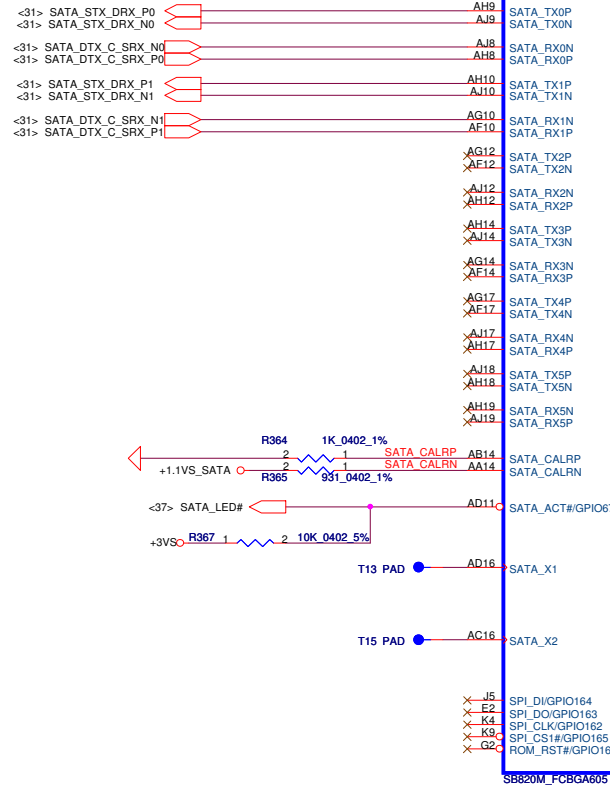 <31> SATA_STX_DRX_P0 AH9 SATA_TX0P
<31> SATA_STX_DRX_N0 AJ9 SATA_TX0N
<31> SATA_DTX_C_SRX_N0 AJ8 SATA_RX0N
<31> SATA_DTX_C_SRX_P0 AH8 SATA_RX0P
<31> SATA_STX_DRX_P1 AH10 SATA_TX1P
<31> SATA_STX_DRX_N1 AJ10 SATA_TX1N
<31> SATA_DTX_C_SRX_N1 AG10 SATA_RX1N
<31> SATA_DTX_C_SRX_P1 AF10 SATA_RX1P
AG12 SATA_TX2P
AF12 SATA_TX2N
AJ12 SATA_RX2N
AH12 SATA_RX2P
AH14 SATA_TX3P
AJ14 SATA_TX3N
AG14 SATA_RX3N
AF14 SATA_RX3P
AG17 SATA_TX4P
AF17 SATA_TX4N
AJ17 SATA_RX4N
AH17 SATA_RX4P
AJ18 SATA_TX5P
AH18 SATA_TX5N
AH19 SATA_RX5N
AJ19 SATA_RX5P
R364 1K_0402_1%
2 1 SATA_CALRP AB14 SATA_CALRP
+1.1VS_SATA 2 1 SATA_CALRN AA14 SATA_CALRN
R365 931_0402_1%
<37> SATA_LED# AD11 SATA_ACT#/GPIO67
+3VS R367 1 2 10K_0402_5%
T13 PAD AD16 SATA_X1
T15 PAD AC16 SATA_X2
J5 SPI_DI/GPIO164
E2 SPI_DO/GPIO163
K4 SPI_CLK/GPIO162
K9 SPI_CS1#/GPIO165
G2 ROM_RST#/GPIO16
SB820M_FCBGA605